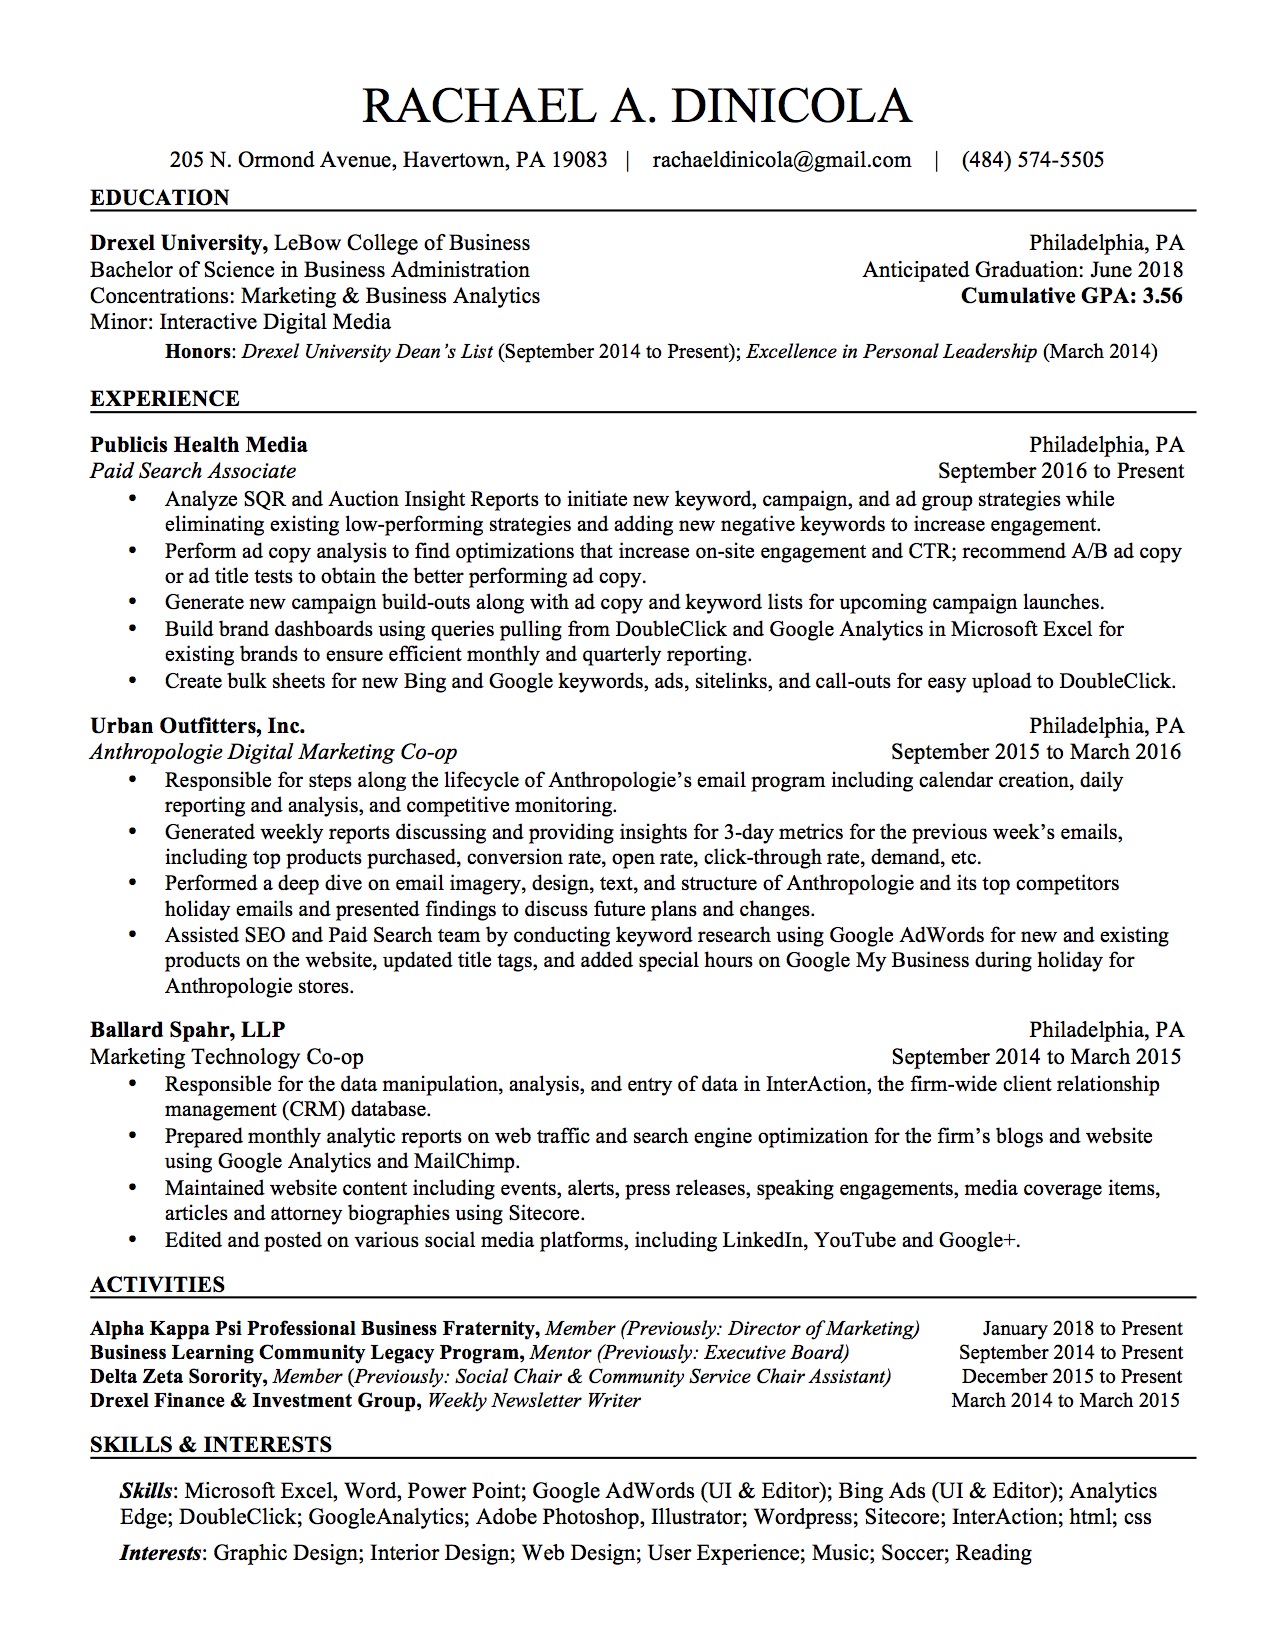 RACHAEL A. DINICOLA
205 N. Ormond Avenue, Havertown, PA 19083 | rachaeldinicola@gmail.com | (484) 574-5505
EDUCATION
Drexel University, LeBow College of Business Philadelphia, PA
Bachelor of Science in Business Administration Anticipated Graduation: June 2018
Concentrations: Marketing & Business Analytics Cumulative GPA: 3.56
Minor: Interactive Digital Media
Honors: Drexel University Dean’s List (September 2014 to Present); Excellence in Personal Leadership (March 2014)
EXPERIENCE
Publicis Health Media Philadelphia, PA
Paid Search Associate September 2016 to Present
• Analyze SQR and Auction Insight Reports to initiate new keyword, campaign, and ad group strategies while
eliminating existing low-performing strategies and adding new negative keywords to increase engagement.
• Perform ad copy analysis to find optimizations that increase on-site engagement and CTR; recommend A/B ad copy
or ad title tests to obtain the better performing ad copy.
• Generate new campaign build-outs along with ad copy and keyword lists for upcoming campaign launches.
• Build brand dashboards using queries pulling from DoubleClick and Google Analytics in Microsoft Excel for
existing brands to ensure efficient monthly and quarterly reporting.
• Create bulk sheets for new Bing and Google keywords, ads, sitelinks, and call-outs for easy upload to DoubleClick.
Urban Outfitters, Inc. Philadelphia, PA
Anthropologie Digital Marketing Co-op September 2015 to March 2016
• Responsible for steps along the lifecycle of Anthropologie’s email program including calendar creation, daily
reporting and analysis, and competitive monitoring.
• Generated weekly reports discussing and providing insights for 3-day metrics for the previous week’s emails,
including top products purchased, conversion rate, open rate, click-through rate, demand, etc.
• Performed a deep dive on email imagery, design, text, and structure of Anthropologie and its top competitors
holiday emails and presented findings to discuss future plans and changes.
• Assisted SEO and Paid Search team by conducting keyword research using Google AdWords for new and existing
products on the website, updated title tags, and added special hours on Google My Business during holiday for
Anthropologie stores.
Ballard Spahr, LLP Philadelphia, PA
Marketing Technology Co-op September 2014 to March 2015
• Responsible for the data manipulation, analysis, and entry of data in InterAction, the firm-wide client relationship
management (CRM) database.
• Prepared monthly analytic reports on web traffic and search engine optimization for the firm’s blogs and website
using Google Analytics and MailChimp.
• Maintained website content including events, alerts, press releases, speaking engagements, media coverage items,
articles and attorney biographies using Sitecore.
• Edited and posted on various social media platforms, including LinkedIn, YouTube and Google+.
ACTIVITIES
Alpha Kappa Psi Professional Business Fraternity, Member (Previously: Director of Marketing) January 2018 to Present
Business Learning Community Legacy Program, Mentor (Previously: Executive Board) September 2014 to Present
Delta Zeta Sorority, Member (Previously: Social Chair & Community Service Chair Assistant) December 2015 to Present
Drexel Finance & Investment Group, Weekly Newsletter Writer March 2014 to March 2015
SKILLS & INTERESTS
Skills: Microsoft Excel, Word, Power Point; Google AdWords (UI & Editor); Bing Ads (UI & Editor); Analytics
Edge; DoubleClick; GoogleAnalytics; Adobe Photoshop, Illustrator; Wordpress; Sitecore; InterAction; html; css
Interests: Graphic Design; Interior Design; Web Design; User Experience; Music; Soccer; Reading